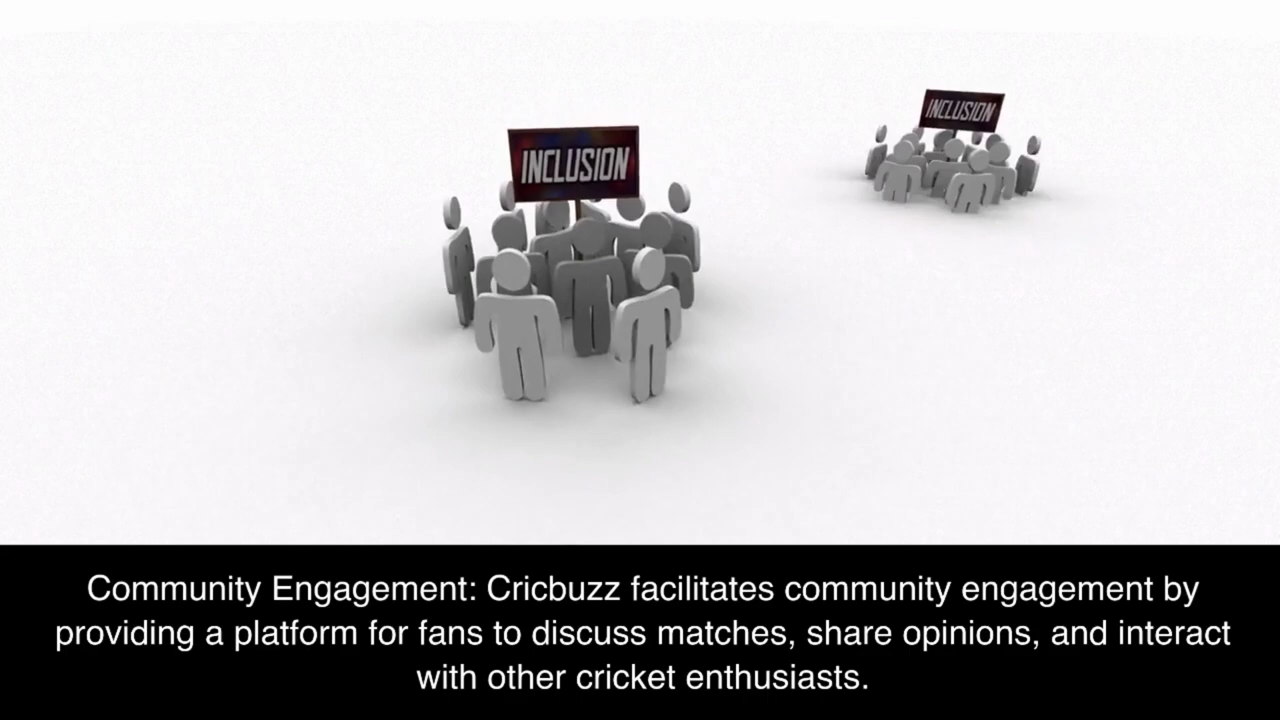 INCLUSION
INCLUSION
Community Engagement: Cricbuzz facilitates community engagement by
providing a platform for fans to discuss matches, share opinions, and interact
with other cricket enthusiasts.